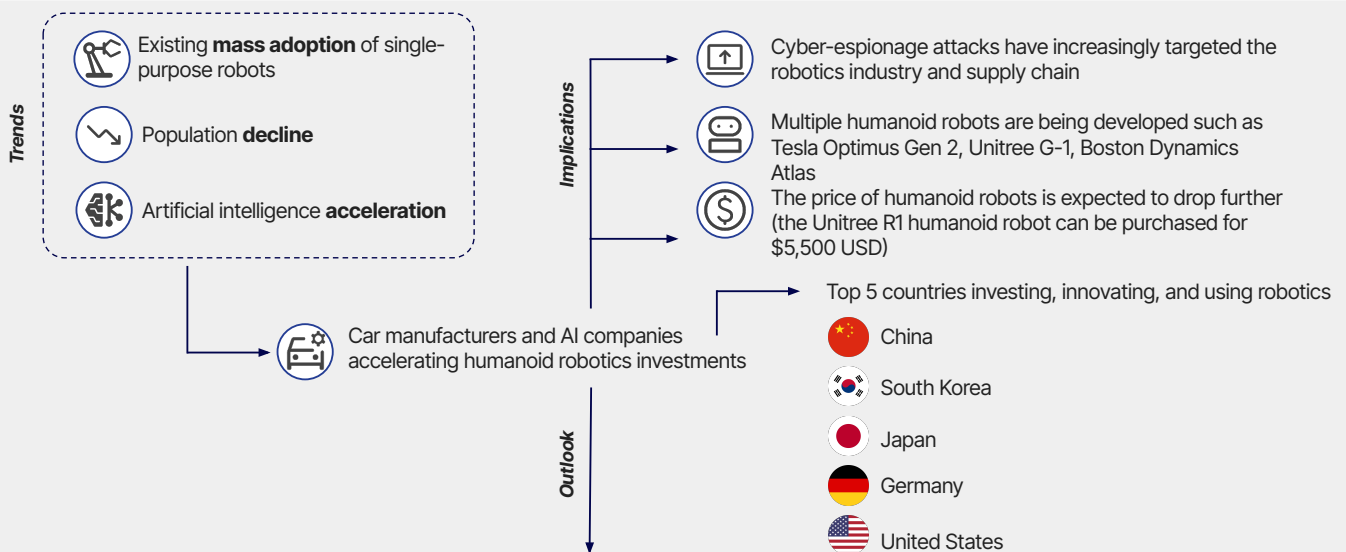 Trends
Existing mass adoption of single-
purpose robots
Population decline
Artificial intelligence acceleration
Car manufacturers and AI companies
accelerating humanoid robotics investments
Implications
Cyber-espionage attacks have increasingly targeted the
robotics industry and supply chain
Multiple humanoid robots are being developed such as
Tesla Optimus Gen 2, Unitree G-1, Boston Dynamics
Atlas
The price of humanoid robots is expected to drop further
(the Unitree R1 humanoid robot can be purchased for
$5,500 USD)
Top 5 countries investing, innovating, and using robotics
China
South Korea
Japan
Germany
United States
Outlook